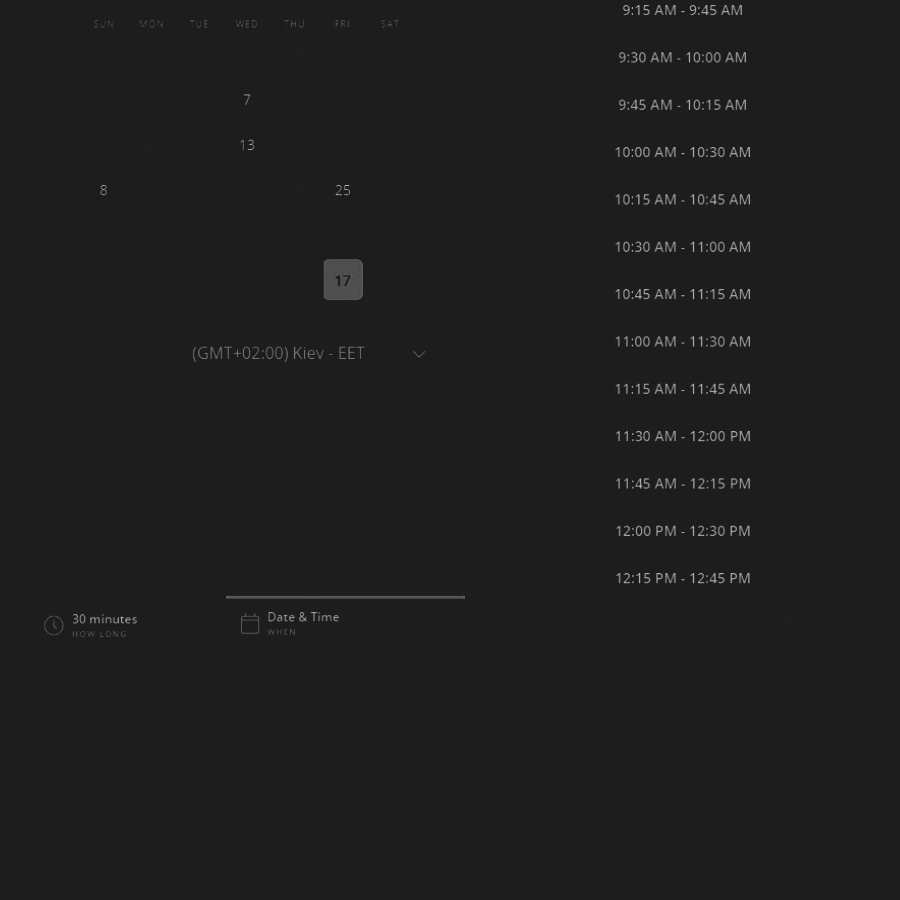 SUN MON TUE WED THU FRI SAT
7
13
8 25
17
(GMT+02:00) Kiev - EET
9:15 AM - 9:45 AM
9:30 AM - 10:00 AM
9:45 AM - 10:15 AM
10:00 AM - 10:30 AM
10:15 AM - 10:45 AM
10:30 AM - 11:00 AM
10:45 AM - 11:15 AM
11:00 AM - 11:30 AM
11:15 AM - 11:45 AM
11:30 AM - 12:00 PM
11:45 AM - 12:15 PM
12:00 PM - 12:30 PM
12:15 PM - 12:45 PM
30 minutes
HOW LONG
Date & Time
WHEN